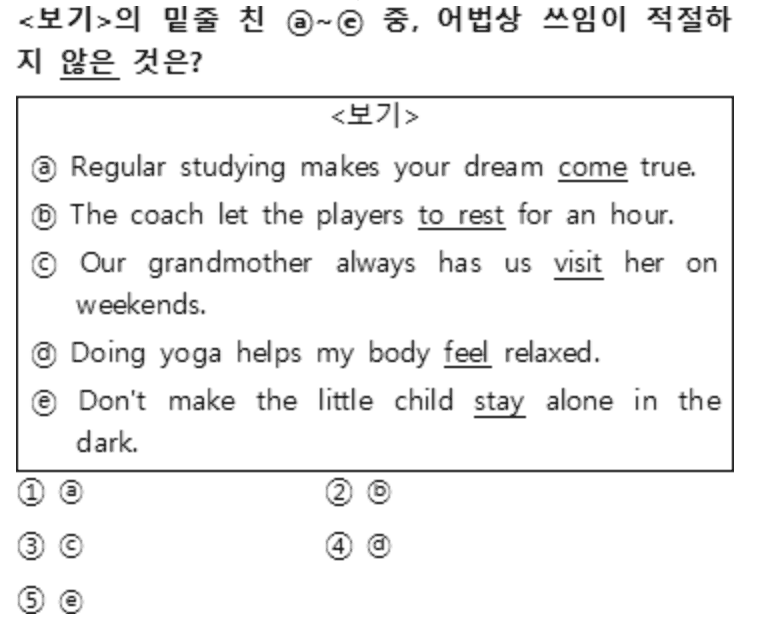 <보기>의 밑줄 친 ⓐ~ⓔ 중, 어법상 쓰임이 적절하
지 않은 것은?
<보기>
ⓐ Regular studying makes your dream come true.
ⓑ The coach let the players to rest for an hour.
ⓒ Our grandmother always has us visit her on
weekends.
ⓓ Doing yoga helps my body feel relaxed.
ⓔ Don't make the little child stay alone in the
dark.
① ⓐ ② ⓑ
③ ⓒ ④ ⓓ
⑤ ⓔ